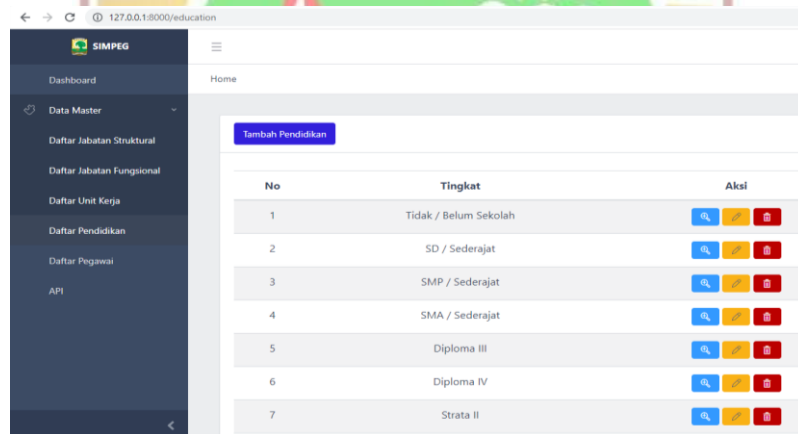 127.0.0.1:8000/education
SIMPEG
Dashboard
Home
Data Master
Daftar Jabatan Struktural
Daftar Jabatan Fungsional
Daftar Unit Kerja
Daftar Pendidikan
Daftar Pegawai
API
Tambah Pendidikan
No Tingkat Aksi
1 Tidak / Belum Sekolah
2 SD / Sederajat
3 SMP / Sederajat
4 SMA / Sederajat
5 Diploma III
6 Diploma IV
7 Strata II